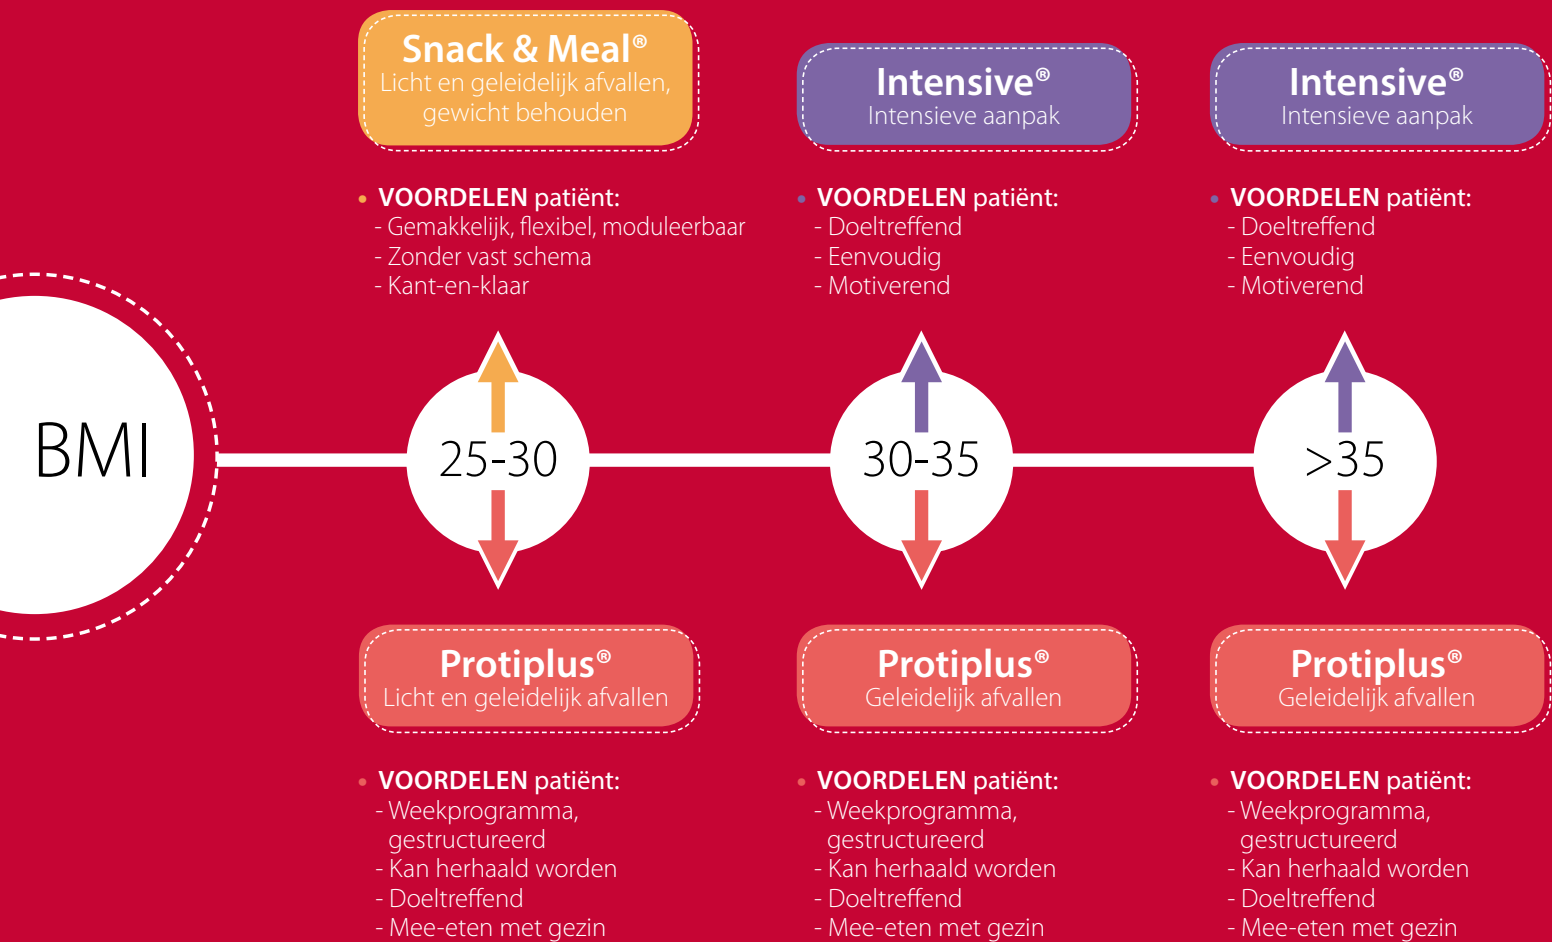 Snack & Meal®
Licht en geleidelijk afvallen,
gewicht behouden
• VOORDELEN patiënt:
- Gemakkelijk, flexibel, moduleerbaar
- Zonder vast schema
- Kant-en-klaar
Intensive®
Intensieve aanpak
• VOORDELEN patiënt:
- Doeltreffend
- Eenvoudig
- Motiverend
Intensive®
Intensieve aanpak
• VOORDELEN patiënt:
- Doeltreffend
- Eenvoudig
- Motiverend
BMI
25-30
30-35
>35
Protiplus®
Licht en geleidelijk afvallen
• VOORDELEN patiënt:
- Weekprogramma,
gestructureerd
- Kan herhaald worden
- Doeltreffend
- Mee-eten met gezin
Protiplus®
Geleidelijk afvallen
• VOORDELEN patiënt:
- Weekprogramma,
gestructureerd
- Kan herhaald worden
- Doeltreffend
- Mee-eten met gezin
Protiplus®
Geleidelijk afvallen
• VOORDELEN patiënt:
- Weekprogramma,
gestructureerd
- Kan herhaald worden
- Doeltreffend
- Mee-eten met gezin